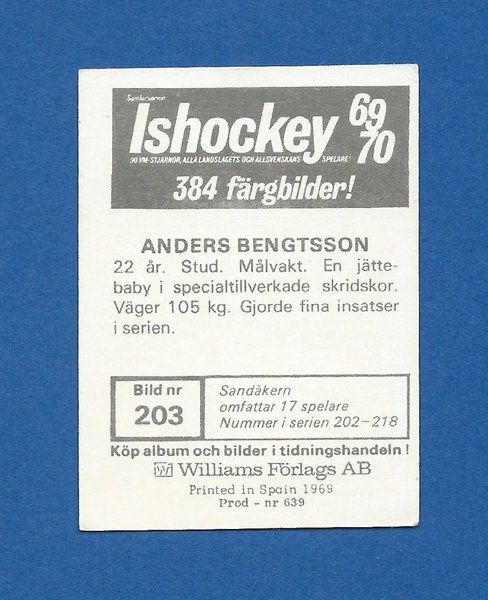 Samlarserien
Ishockey 69
70
90 VM-STJÄRNOR, ALLA LANDSLAGETS OCH ALLSVENSKANS SPELARE!
384 färgbilder!
ANDERS BENGTSSON
22 år. Stud. Målvakt. En jätte-
baby i specialtillverkade skridskor.
Väger 105 kg. Gjorde fina insatser
i serien.
Bild nr
203
Sandåkern
omfattar 17 spelare
Nummer i serien 202–218
Köp album och bilder i tidningshandeln !
W Williams Förlags AB
Printed in Spain 1969
Prod - nr 639